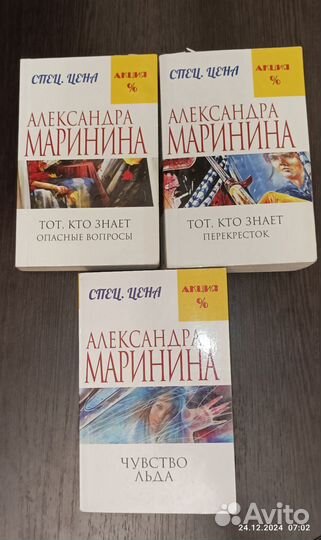 СПЕЦ. ЦЕНА
АКЦИЯ
%
АЛЕКСАНДРА
МАРИНИНА
ТОТ, КТО ЗНАЕТ
ОПАСНЫЕ ВОПРОСЫ
СПЕЦ. ЦЕНА
АКЦИЯ
%
АЛЕКСАНДРА
МАРИНИНА
ТОТ, КТО ЗНАЕТ
ПЕРЕКРЕСТОК
СПЕЦ. ЦЕНА
АКЦИЯ
%
АЛЕКСАНДРА
МАРИНИНА
ЧУВСТВО
ЛЬДА
Avito
24.12.2024 07:02